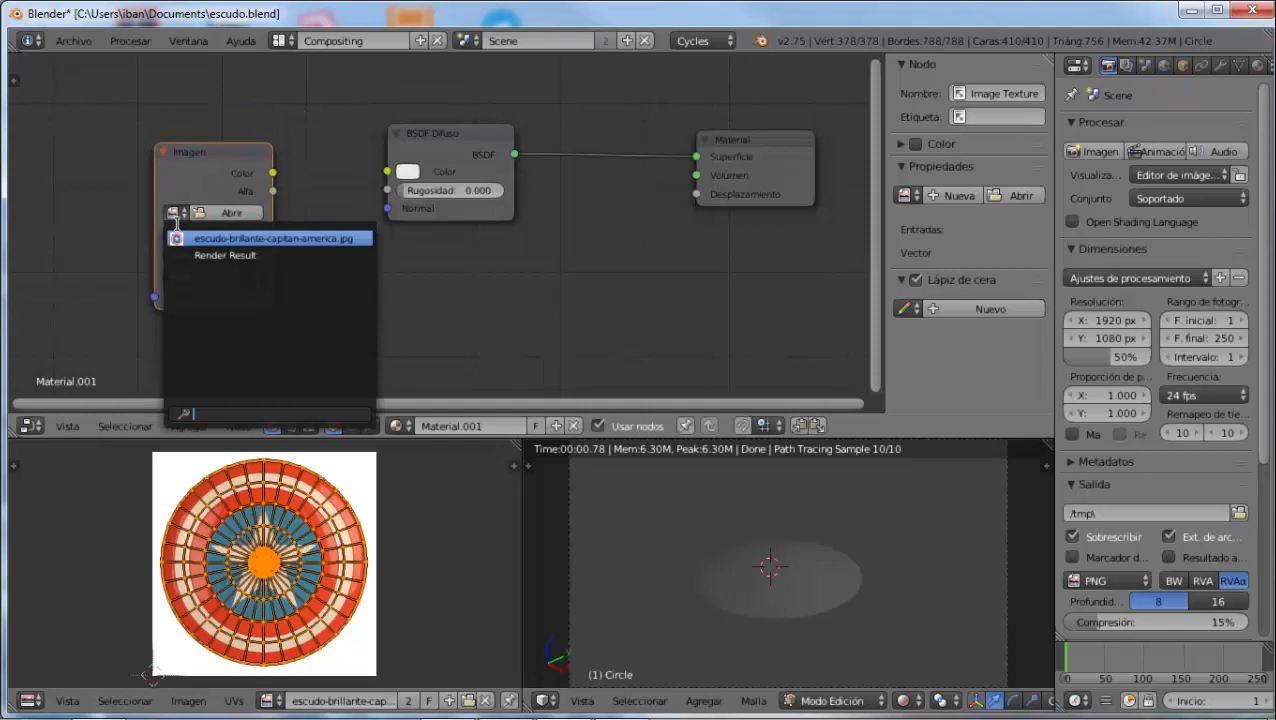 Blender* [C:\Users\iban\Documents\escudo.blend]
Archivo Procesar Ventana Ayuda Compositing Scene 2 Cycles v2.75 | Vért:378/378 | Bordes:788/788 | Caras:410/410 | Triáng:756 | Mem:42.37M | Circle
Imagen
Color
Alfa
Abrir
escudo-brillante-capitan-america.jpg
Render Result
BSDF Difuso
BSDF
Color
Rugosidad: 0.000
Normal
Material
Superficie
Volumen
Desplazamiento
Material.001
Vista Seleccionar Material.001 F Usar nodos
Nodo
Nombre: Image Texture
Etiqueta:
Color
Propiedades
Nueva Abrir
Entradas:
Vector
Lápiz de cera
Nuevo
Scene
Procesar
Imagen Animació Audio
Visualiza... Editor de imáge...
Conjunto Soportado
Open Shading Language
Dimensiones
Ajustes de procesamiento
Resolución: Rango de fotogr...
X: 1920 px F. inicial: 1
Y: 1080 px F. final: 250
50% Intervalo: 1
Proporción de p... Frecuencia:
X: 1.000 24 fps
Y: 1.000 Remapeo de tie...
Ma Re 10 10
Metadatos
Salida
/tmp\
Sobrescribir Ext. de arc...
Marcador d... Resultado a...
PNG BW RVA RVAα
Profundid... 8 16
Compresión: 15%
Time:00:00.78 | Mem:6.30M, Peak:6.30M | Done | Path Tracing Sample 10/10
(1) Circle
0 50 100 150 200 250
Vista Seleccionar Imagen UVs escudo-brillante-cap... 2 F
Vista Seleccionar Agregar Malla Modo Edición
Inicio: 1